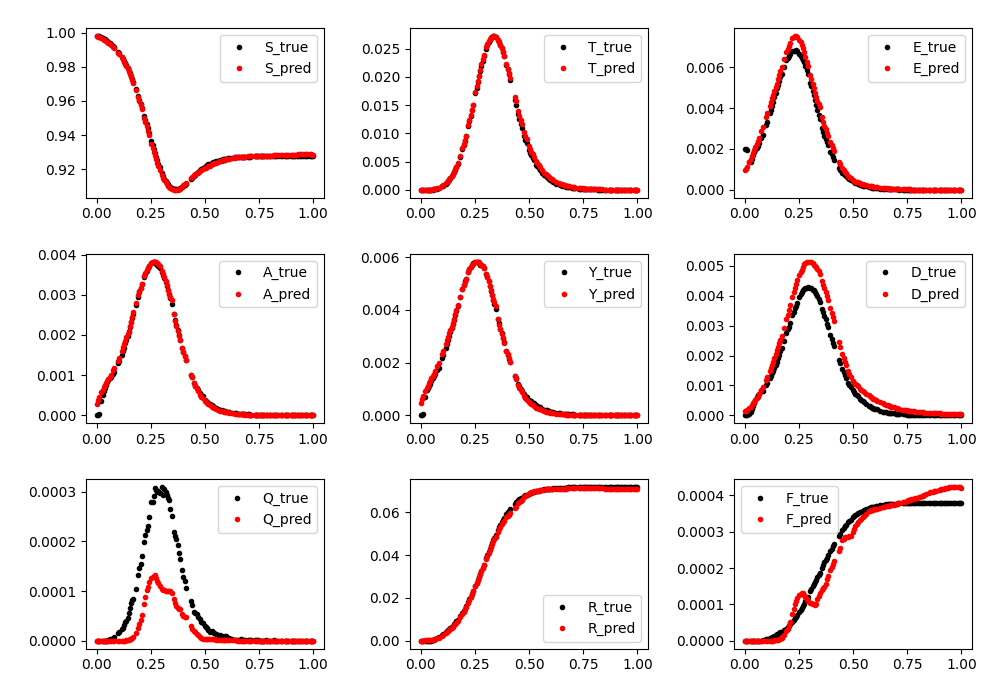 1.00
0.98
0.96
0.94
0.92
S_true
S_pred
0.00 0.25 0.50 0.75 1.00
0.025
0.020
0.015
0.010
0.005
0.000
T_true
T_pred
0.00 0.25 0.50 0.75 1.00
0.006
0.004
0.002
0.000
E_true
E_pred
0.00 0.25 0.50 0.75 1.00
0.004
0.003
0.002
0.001
0.000
A_true
A_pred
0.00 0.25 0.50 0.75 1.00
0.006
0.004
0.002
0.000
Y_true
Y_pred
0.00 0.25 0.50 0.75 1.00
0.005
0.004
0.003
0.002
0.001
0.000
D_true
D_pred
0.00 0.25 0.50 0.75 1.00
0.0003
0.0002
0.0001
0.0000
Q_true
Q_pred
0.00 0.25 0.50 0.75 1.00
0.06
0.04
0.02
0.00
R_true
R_pred
0.00 0.25 0.50 0.75 1.00
0.0004
0.0003
0.0002
0.0001
0.0000
F_true
F_pred
0.00 0.25 0.50 0.75 1.00